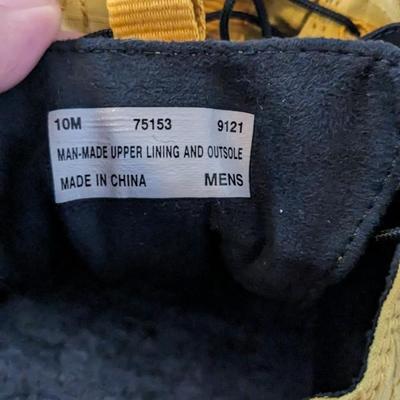 10M 75153 9121
MAN-MADE UPPER LINING AND OUTSOLE
MADE IN CHINA MENS